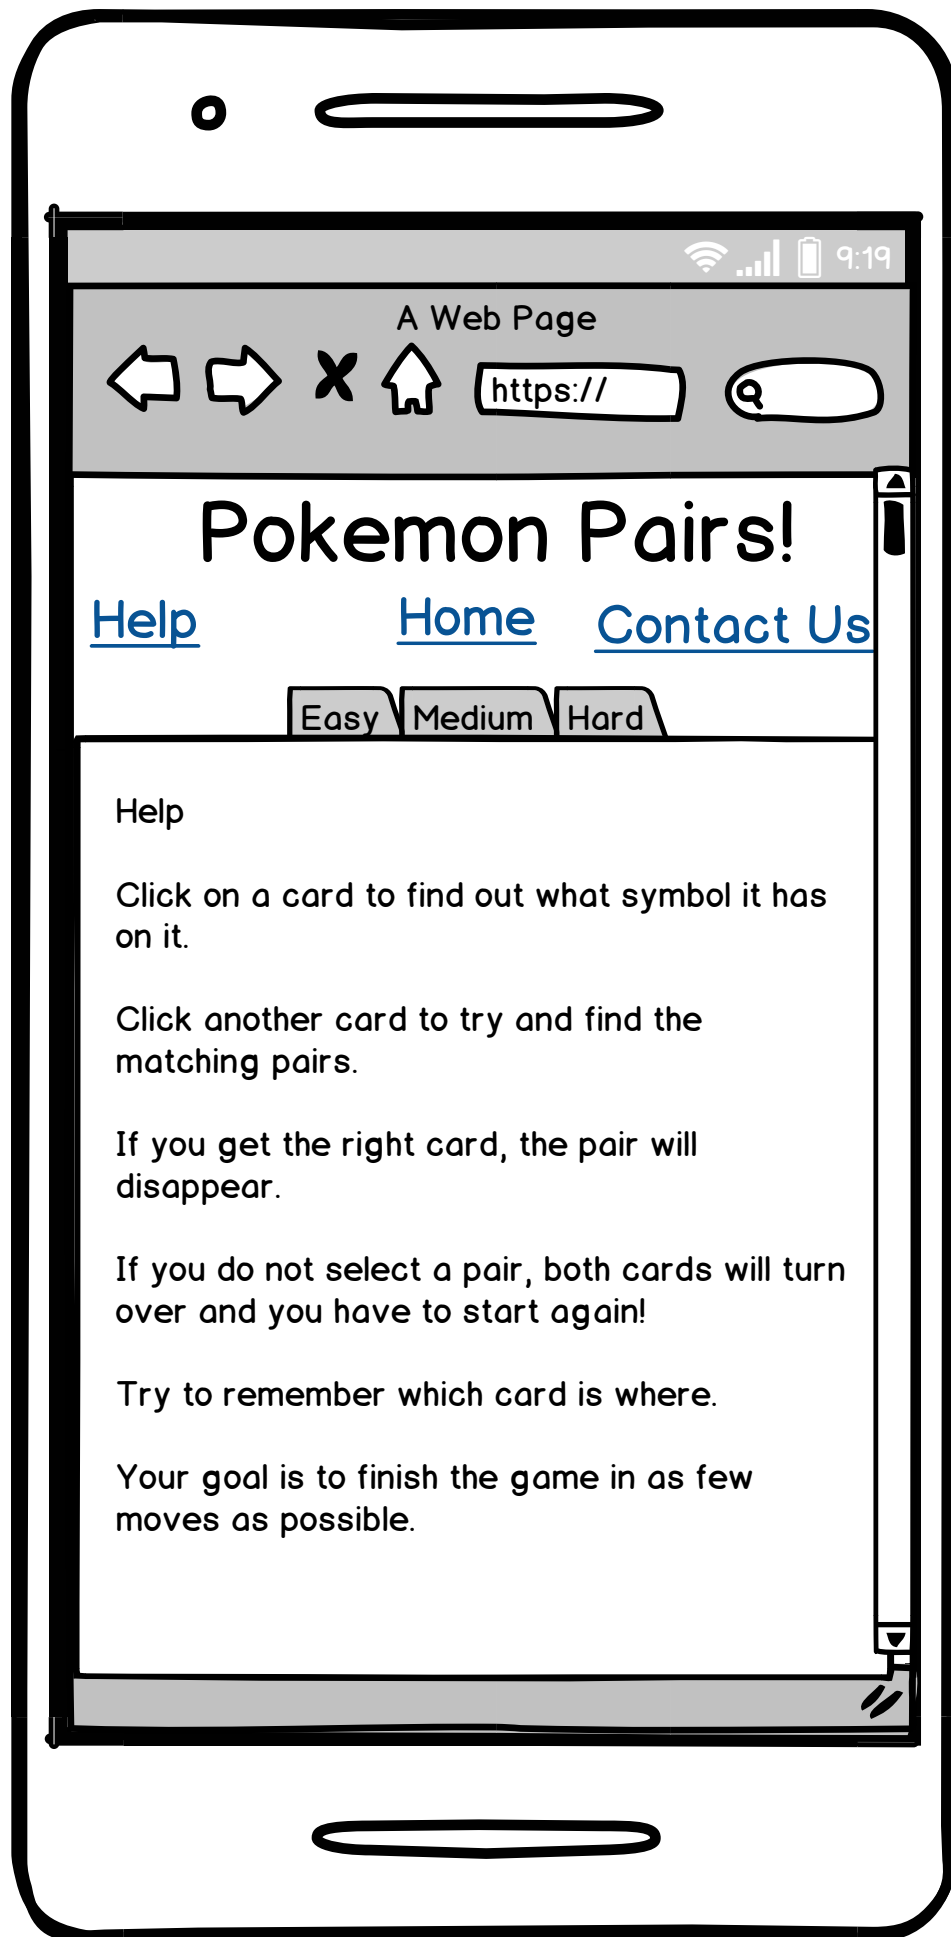 9:19
A Web Page
https://
Pokemon Pairs!
Help Home Contact Us
Easy Medium Hard
Help
Click on a card to find out what symbol it has
on it.
Click another card to try and find the
matching pairs.
If you get the right card, the pair will
disappear.
If you do not select a pair, both cards will turn
over and you have to start again!
Try to remember which card is where.
Your goal is to finish the game in as few
moves as possible.